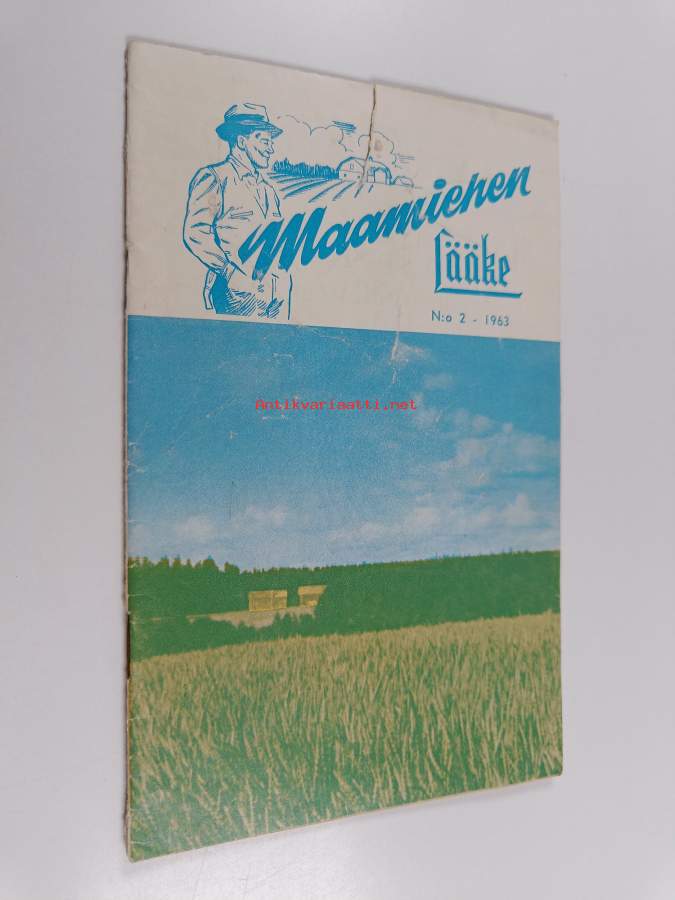 Maamiehen
Lääke
N:o 2 - 1963
Antikvariaatti.net